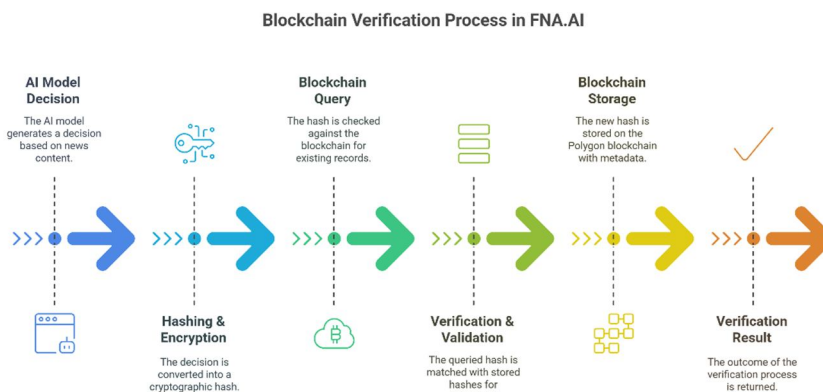 Blockchain Verification Process in FNA.AI
AI Model
Decision
The AI model
generates a decision
based on news
content.
Hashing &
Encryption
The decision is
converted into a
cryptographic hash.
Blockchain
Query
The hash is checked
against the
blockchain for
existing records.
Verification &
Validation
The queried hash is
matched with stored
hashes for
Blockchain
Storage
The new hash is
stored on the
Polygon blockchain
with metadata.
Verification
Result
The outcome of the
verification process
is returned.